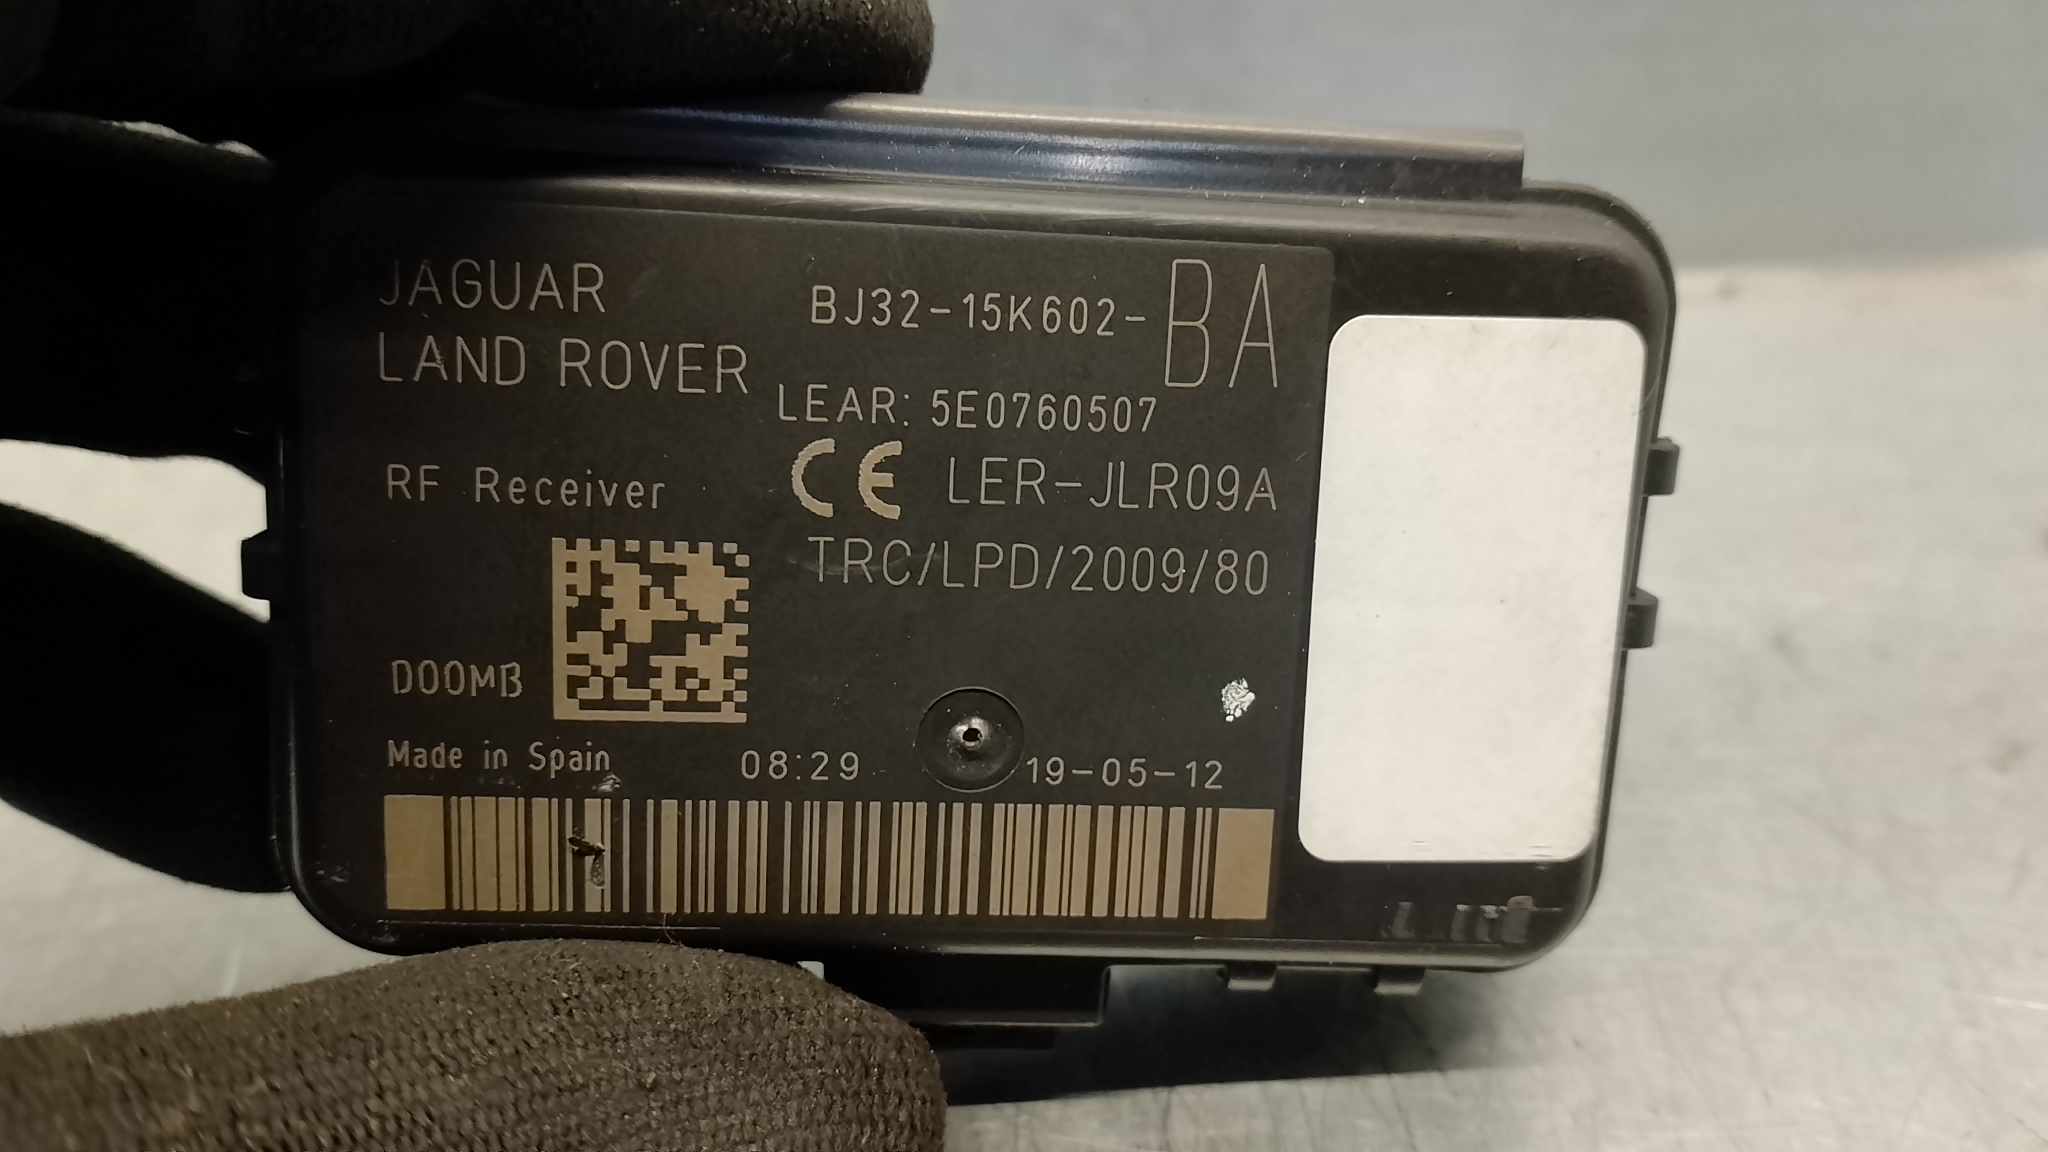 JAGUAR
LAND ROVER
BJ32-15K602-BA
LEAR: 5E0760507
RF Receiver
CE LER-JLR09A
TRC/LPD/2009/80
D00MB
Made in Spain 08:29 19-05-12